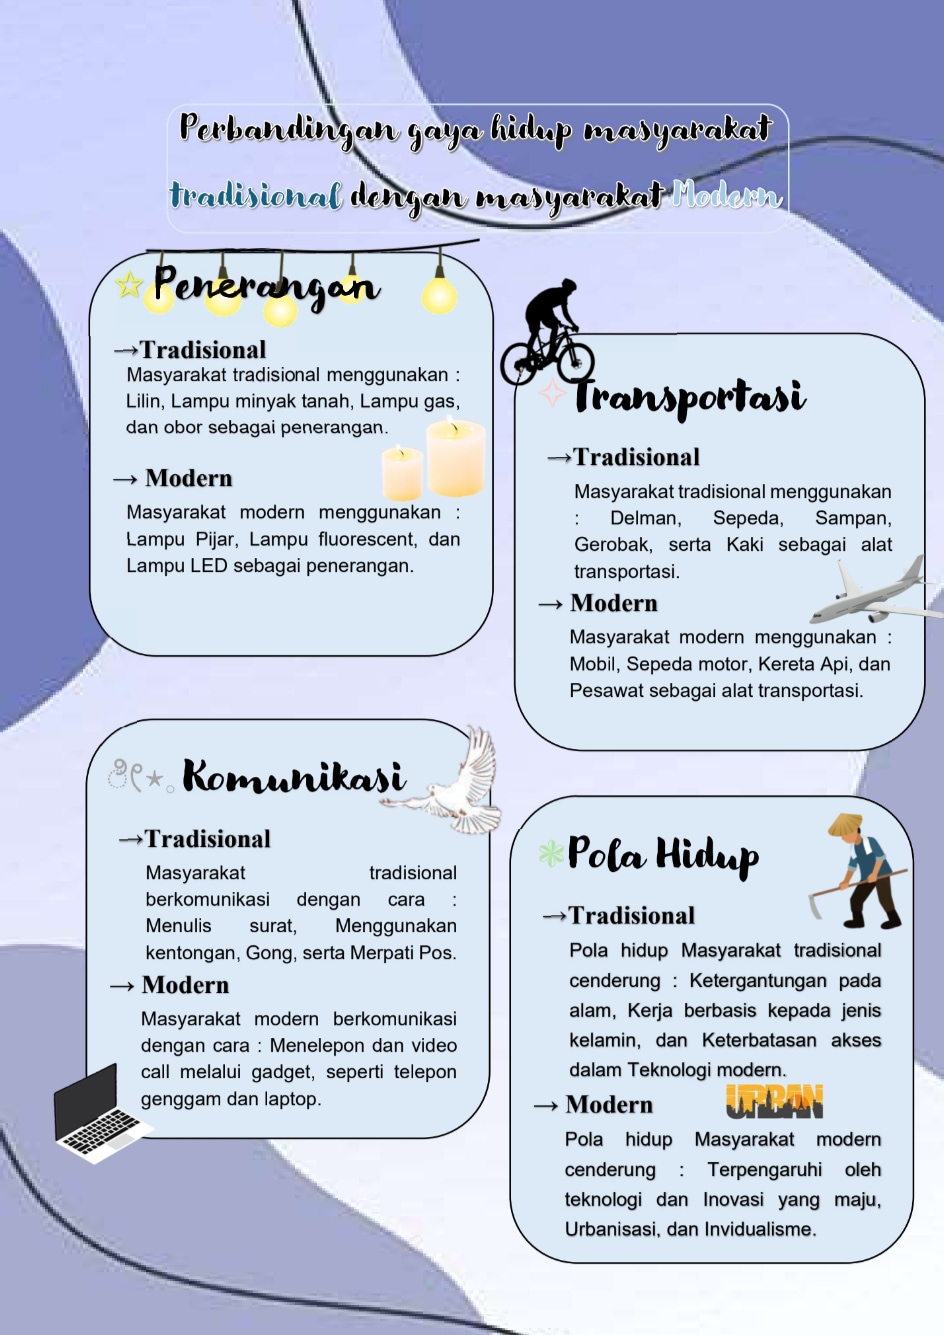 Perbandingan gaya hidup masyarakat
tradisional dengan masyarakat Modern
Penerangan
→Tradisional
Masyarakat tradisional menggunakan :
Lilin, Lampu minyak tanah, Lampu gas,
dan obor sebagai penerangan.
→ Modern
Masyarakat modern menggunakan :
Lampu Pijar, Lampu fluorescent, dan
Lampu LED sebagai penerangan.
Transportasi
→Tradisional
Masyarakat tradisional menggunakan
: Delman, Sepeda, Sampan,
Gerobak, serta Kaki sebagai alat
transportasi.
→ Modern
Masyarakat modern menggunakan :
Mobil, Sepeda motor, Kereta Api, dan
Pesawat sebagai alat transportasi.
Komunikasi
→Tradisional
Masyarakat tradisional
berkomunikasi dengan cara :
Menulis surat, Menggunakan
kentongan, Gong, serta Merpati Pos.
→ Modern
Masyarakat modern berkomunikasi
dengan cara : Menelepon dan video
call melalui gadget, seperti telepon
genggam dan laptop.
Pola Hidup
→Tradisional
Pola hidup Masyarakat tradisional
cenderung : Ketergantungan pada
alam, Kerja berbasis kepada jenis
kelamin, dan Keterbatasan akses
dalam Teknologi modern.
URBAN
→ Modern
Pola hidup Masyarakat modern
cenderung : Terpengaruhi oleh
teknologi dan Inovasi yang maju,
Urbanisasi, dan Invidualisme.